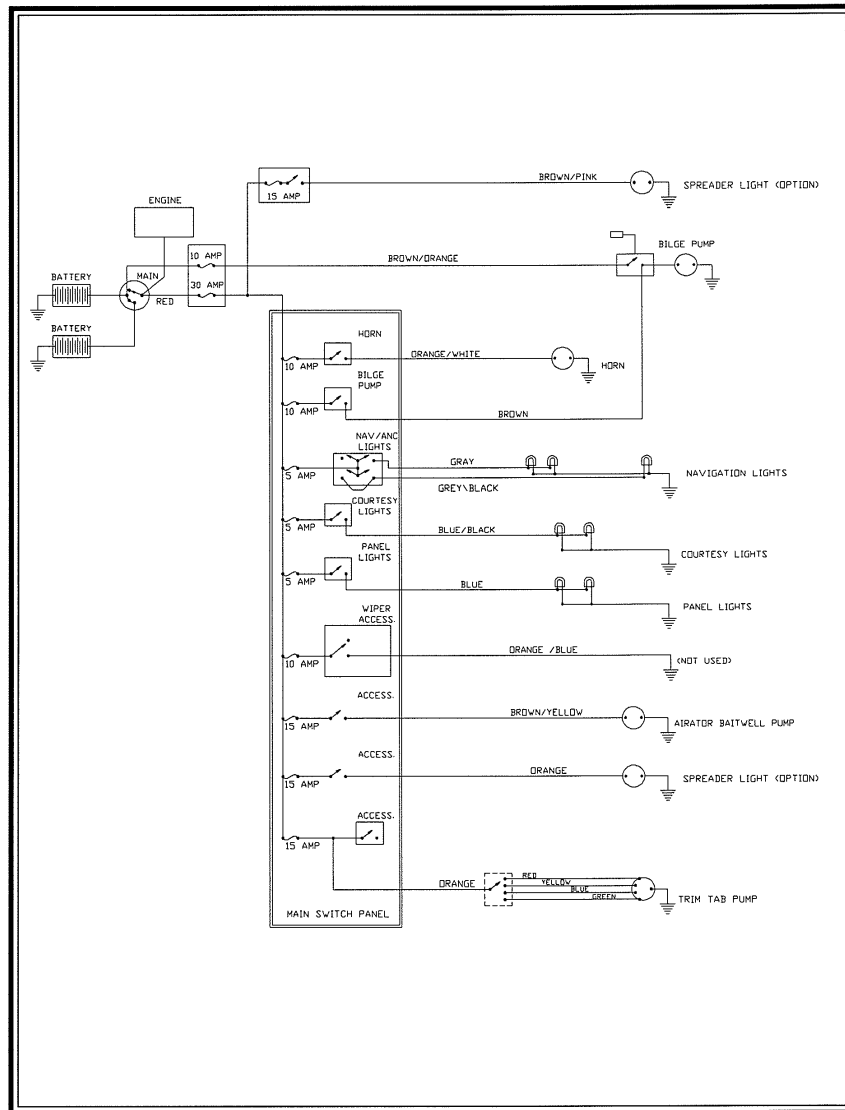 BROWN/PINK
15 AMP
SPREADER LIGHT (OPTION)
ENGINE
BILGE PUMP
10 AMP
BROWN/ORANGE
BATTERY
MAIN
RED
30 AMP
BATTERY
HORN
ORANGE/WHITE
10 AMP
HORN
BILGE
PUMP
10 AMP
BROWN
NAV/ANC
LIGHTS
GRAY
5 AMP
NAVIGATION LIGHTS
GREY\BLACK
COURTESY
LIGHTS
5 AMP
BLUE/BLACK
COURTESY LIGHTS
PANEL
LIGHTS
5 AMP
BLUE
PANEL LIGHTS
WIPER
ACCESS.
10 AMP
ORANGE /BLUE
(NOT USED)
ACCESS.
15 AMP
BROWN/YELLOW
AIRATOR BAITWELL PUMP
ACCESS.
15 AMP
ORANGE
SPREADER LIGHT (OPTION)
ACCESS.
15 AMP
ORANGE
RED
YELLOW
BLUE
GREEN
TRIM TAB PUMP
MAIN SWITCH PANEL